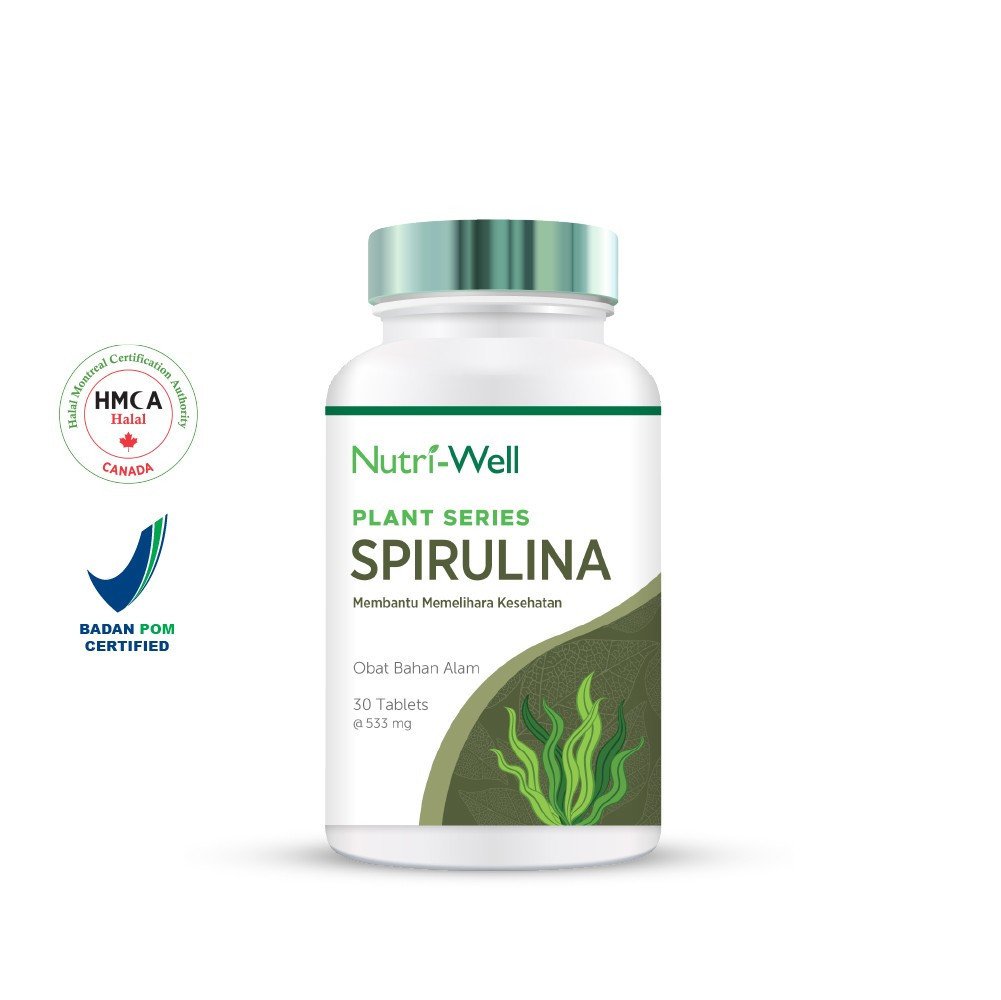 Halal Montreal Certification Authority
HMCA
Halal
CANADA
BADAN POM
CERTIFIED
Nutri-Well
PLANT SERIES
SPIRULINA
Membantu Memelihara Kesehatan
Obat Bahan Alam
30 Tablets
@ 533 mg